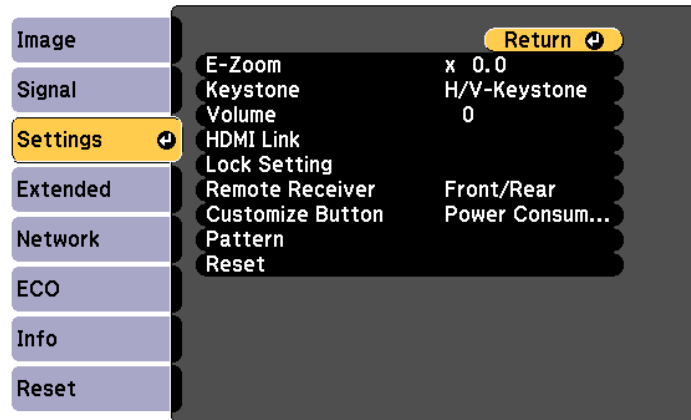 Image
Signal
Settings
Extended
Network
ECO
Info
Reset
Return
E-Zoom x 0.0
Keystone H/V-Keystone
Volume 0
HDMI Link
Lock Setting
Remote Receiver Front/Rear
Customize Button Power Consum...
Pattern
Reset